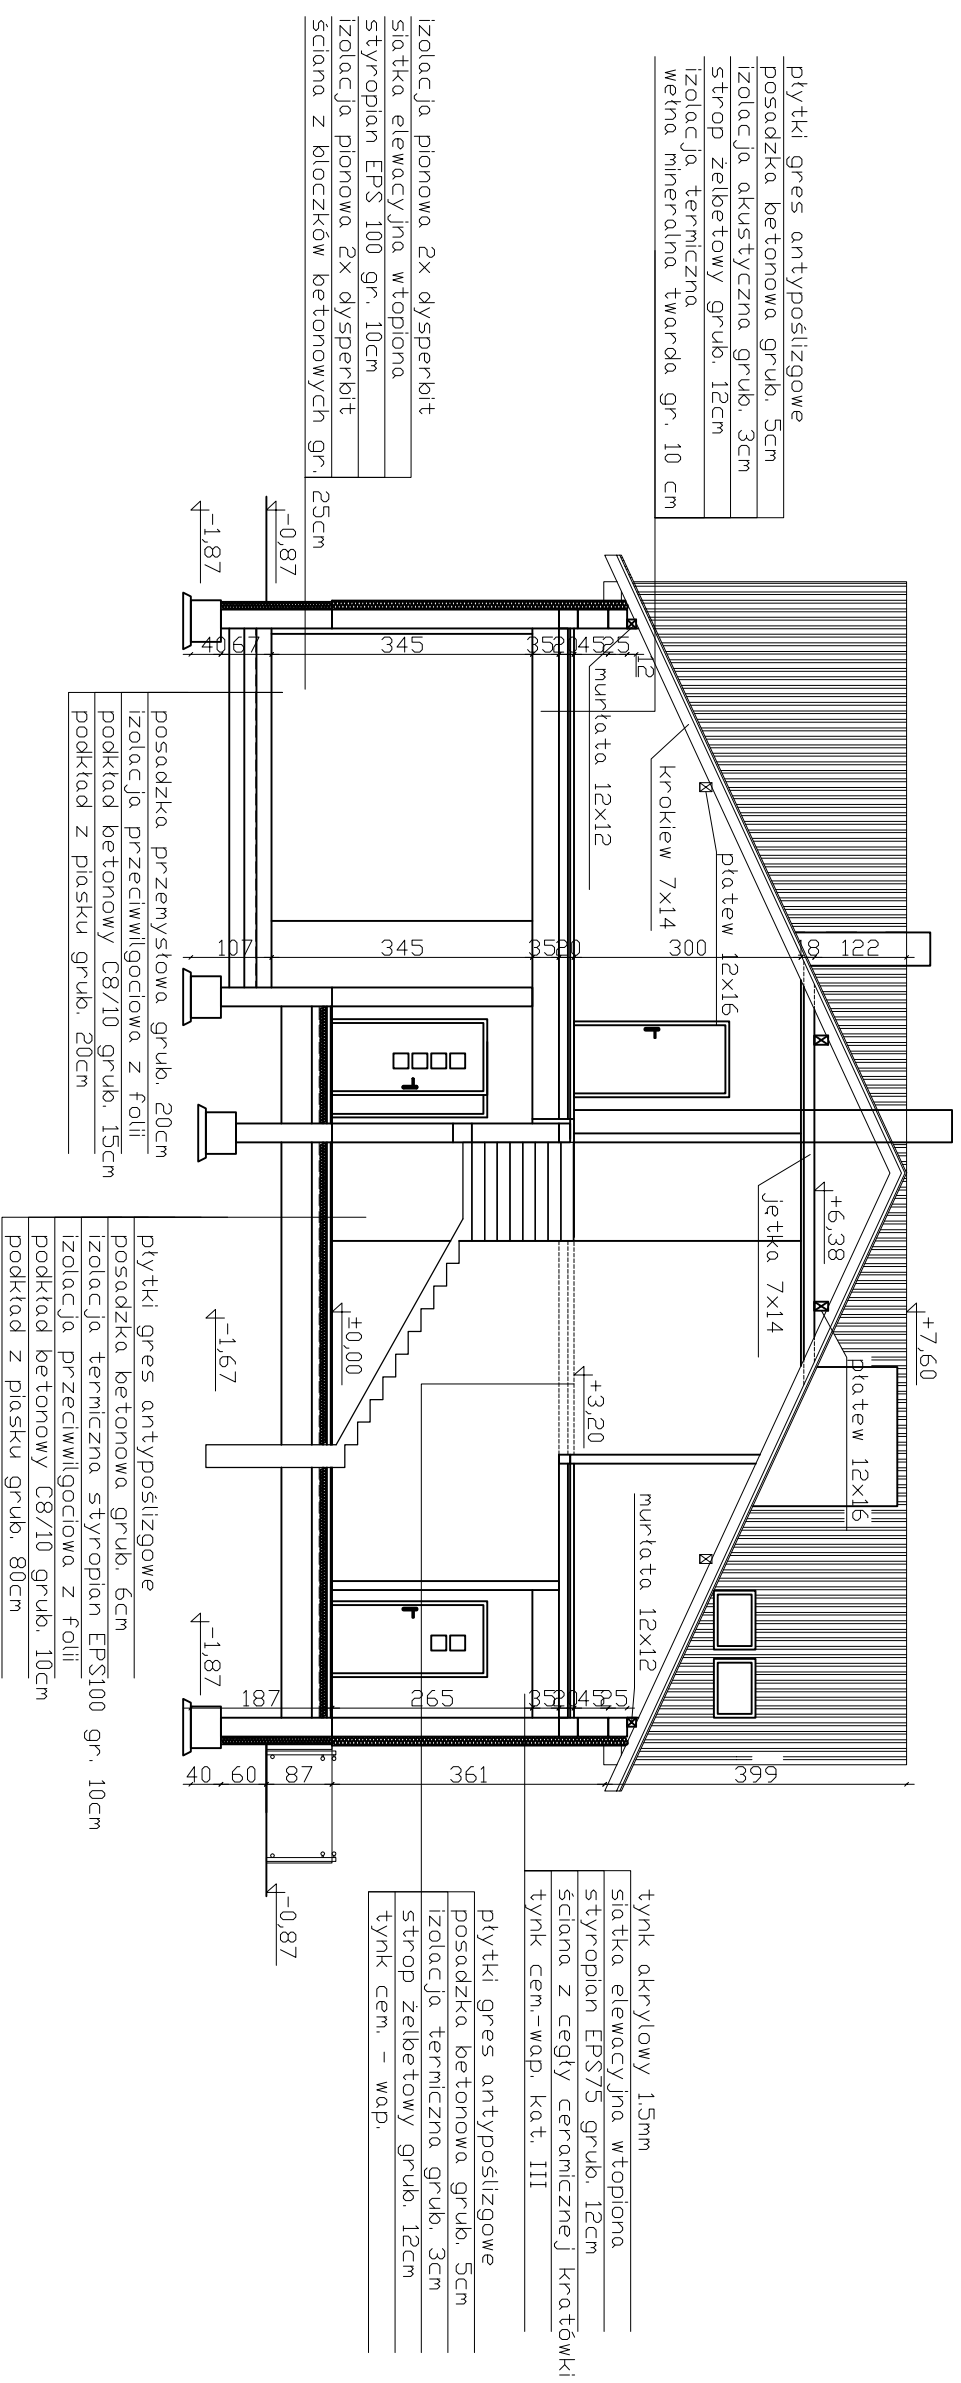 płytki gres antypoślizgowe
posadzka betonowa grub. 5cm
izolacja akustyczna grub. 3cm
strop żelbetowy grub. 12cm
izolacja termiczna
wełna mineralna twarda gr. 10 cm
izolacja pionowa 2x dysperbit
siatka elewacyjna wtopiona
styropian EPS 100 gr. 10cm
izolacja pionowa 2x dysperbit
ściana z bloczków betonowych gr. 25cm
-0,87
-1,87
40
67
345
35
20
45
25
12
murłata 12x12
krokiew 7x14
płatew 12x16
107
345
35
20
300
18
122
posadzka przemysłowa grub. 20cm
izolacja przeciwwilgociowa z folii
podkład betonowy C8/10 grub. 15cm
podkład z piasku grub. 20cm
+7,60
+6,38
jętka 7x14
płatew 12x16
+3,20
±0,00
-1,67
murłata 12x12
-1,87
187
265
35
20
45
25
40
60
87
361
399
-0,87
płytki gres antypoślizgowe
posadzka betonowa grub. 6cm
izolacja termiczna styropian EPS100 gr. 10cm
izolacja przeciwwilgociowa z folii
podkład betonowy C8/10 grub. 10cm
podkład z piasku grub. 80cm
tynk akrylowy 1.5mm
siatka elewacyjna wtopiona
styropian EPS75 grub. 12cm
ściana z cegły ceramicznej kratówki
tynk cem.-wap. kat. III
płytki gres antypoślizgowe
posadzka betonowa grub. 5cm
izolacja termiczna grub. 3cm
strop żelbetowy grub. 12cm
tynk cem. - wap.